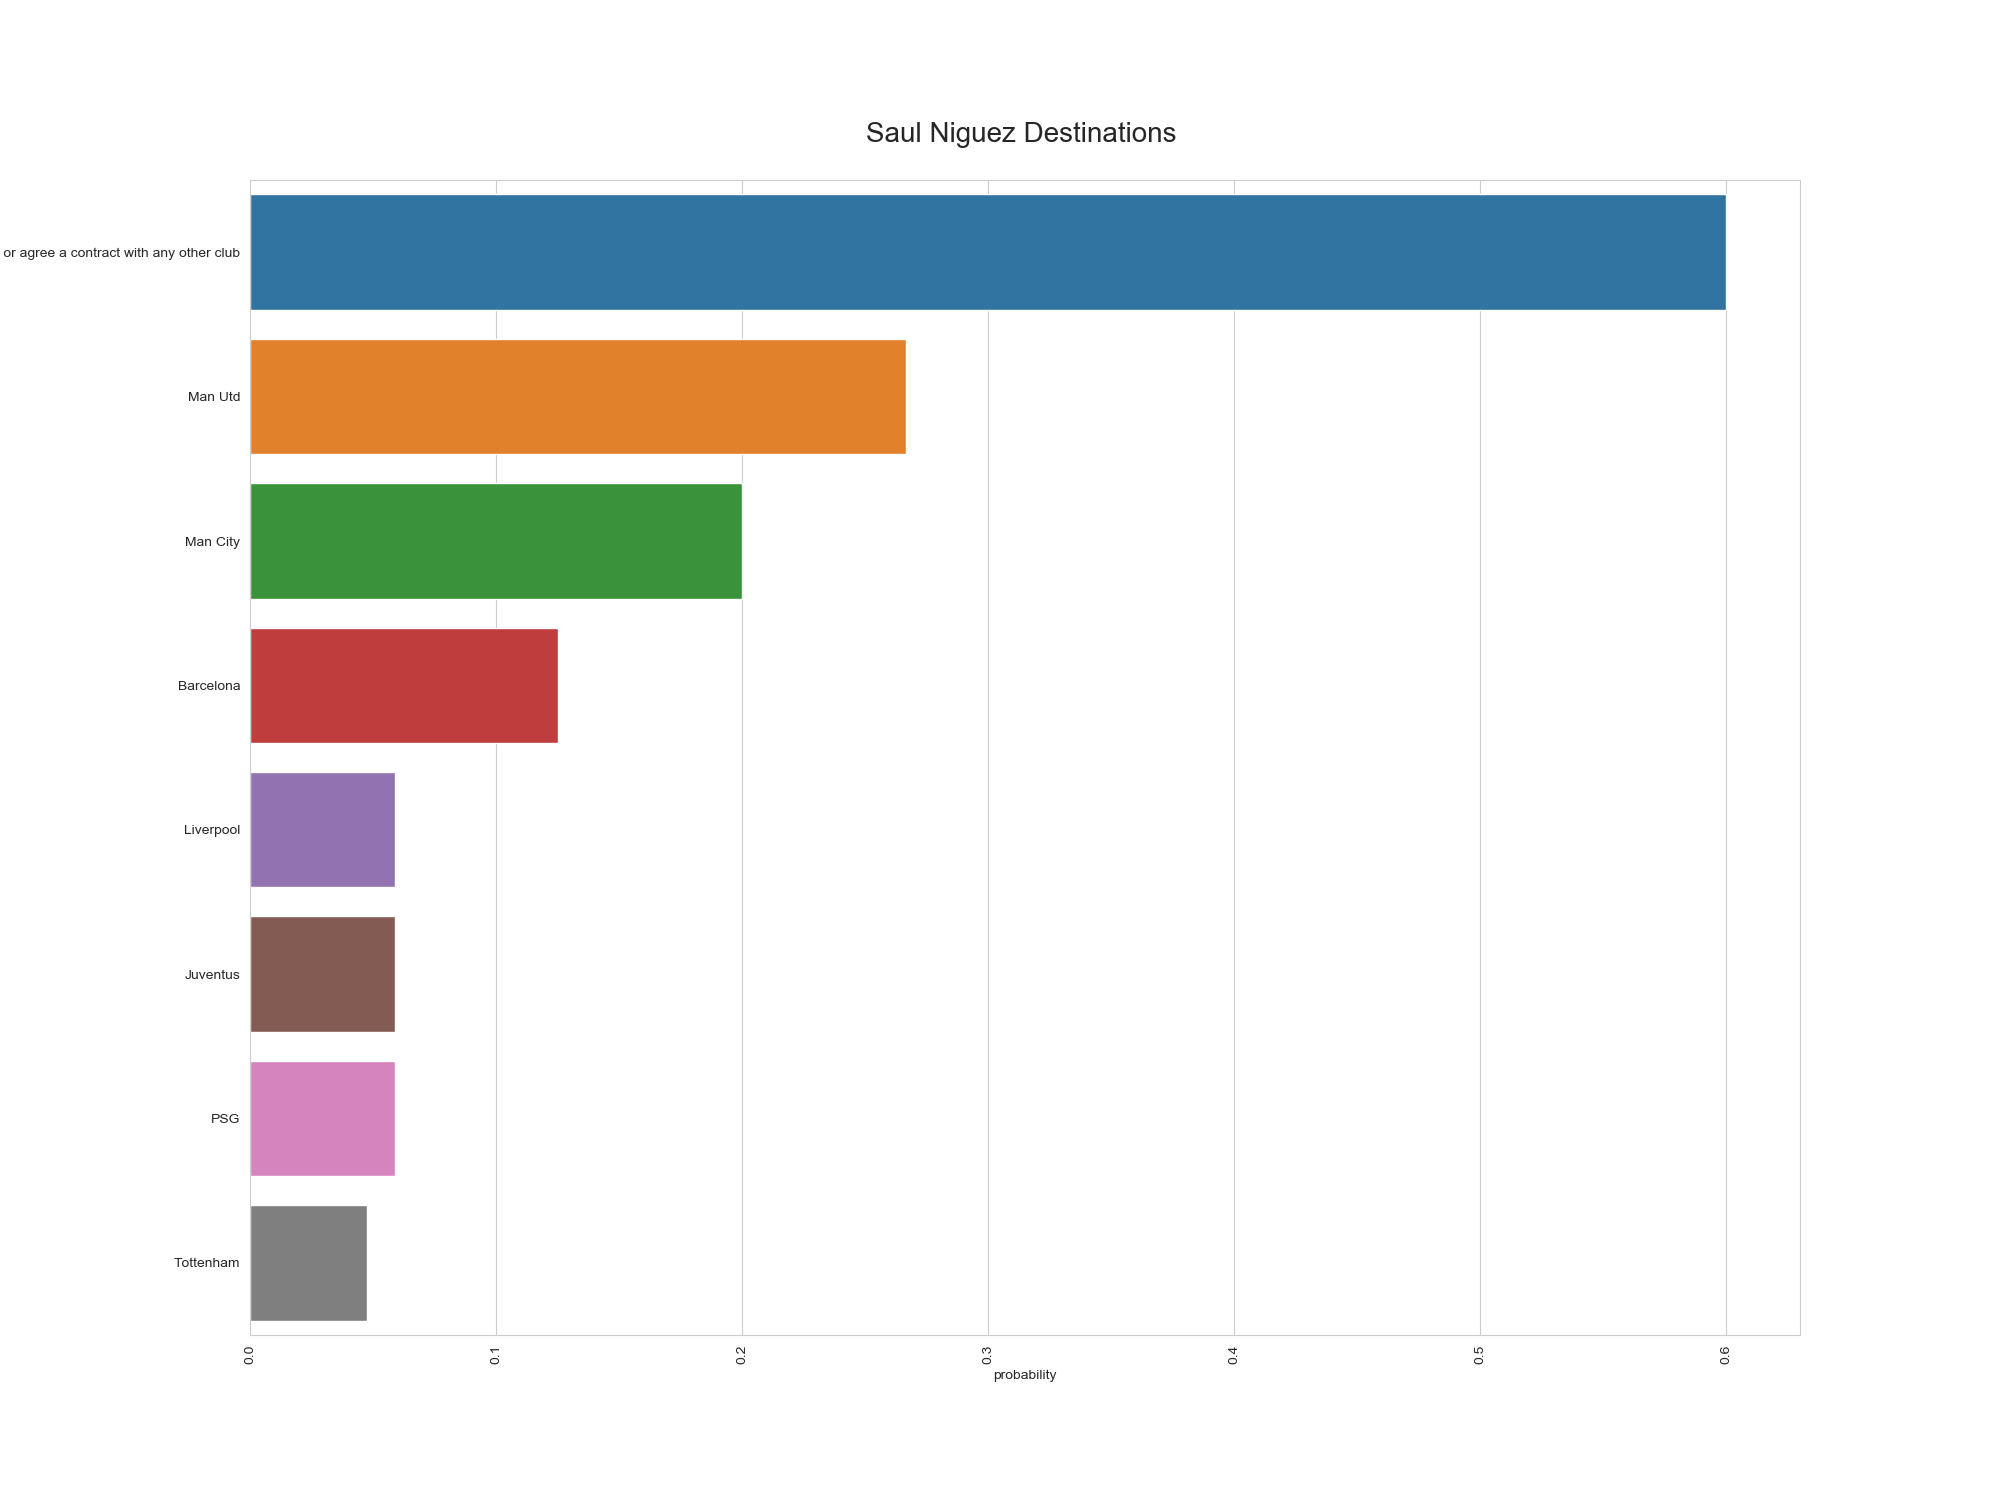 Saul Niguez Destinations
or agree a contract with any other club
Man Utd
Man City
Barcelona
Liverpool
Juventus
PSG
Tottenham
0.0
0.1
0.2
0.3
0.4
0.5
0.6
probability